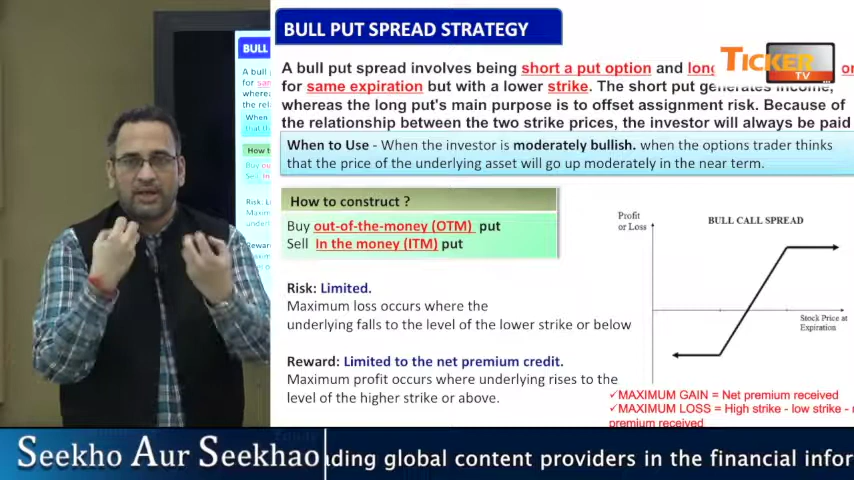 BULL PUT SPREAD STRATEGY
TICKER
TV
A bull put spread involves being short a put option and
for same expiration but with a lower strike. The short put generates income,
whereas the long put's main purpose is to offset assignment risk. Because of
the relationship between the two strike prices, the investor will always be paid
When to Use - When the investor is moderately bullish. when the options trader thinks
that the price of the underlying asset will go up moderately in the near term.
How to construct ?
Buy out-of-the-money (OTM) put
Sell In the money (ITM) put
Risk: Limited.
Maximum loss occurs where the
underlying falls to the level of the lower strike or below
Reward: Limited to the net premium credit.
Maximum profit occurs where underlying rises to the
level of the higher strike or above.
Profit
or Loss
BULL CALL SPREAD
Stock Price at
Expiration
✓MAXIMUM GAIN = Net premium received
✓MAXIMUM LOSS = High strike - low strike -
premium received
BULL
A bull p
When
How t
Risk: L
Maxim
Rewar
Seekho Aur Seekhao
ding global content providers in the financial infor